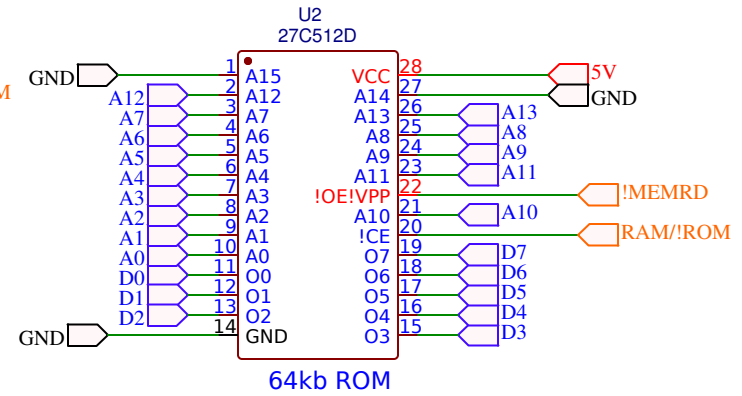 U2
27C512D
M
GND 1 A15
A12 2 A12
A7 3 A7
A6 4 A6
A5 5 A5
A4 6 A4
A3 7 A3
A2 8 A2
A1 9 A1
A0 10 A0
D0 11 O0
D1 12 O1
D2 13 O2
GND 14 GND
VCC 28 5V
A14 27 GND
A13 26 A13
A8 25 A8
A9 24 A9
A11 23 A11
!OE!VPP 22 !MEMRD
A10 21 A10
!CE 20 RAM/!ROM
O7 19 D7
O6 18 D6
O5 17 D5
O4 16 D4
O3 15 D3
64kb ROM